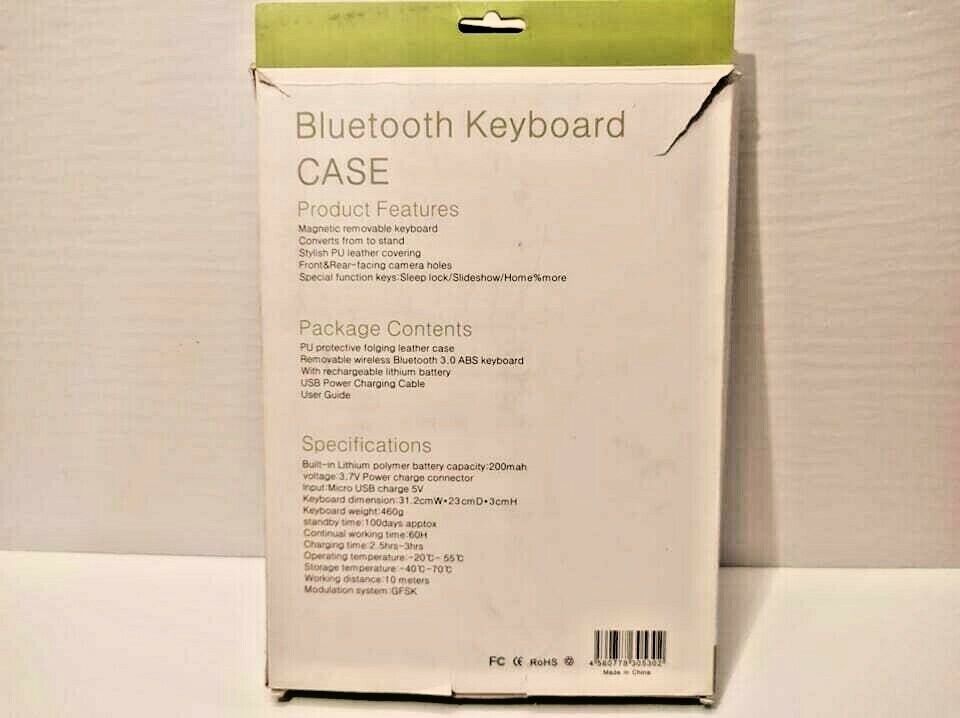 Bluetooth Keyboard
CASE
Product Features
Magnetic removable keyboard
Converts from to stand
Stylish PU leather covering
Front&Rear-facing camera holes
Special function keys:Sleep lock/Slideshow/Home%more
Package Contents
PU protective folging leather case
Removable wireless Bluetooth 3.0 ABS keyboard
With rechargeable lithium battery
USB Power Charging Cable
User Guide
Specifications
Built-in Lithium polymer battery capacity:200mah
voltage:3.7V Power charge connector
Input:Micro USB charge 5V
Keyboard dimension:31.2cmW*23cmD*3cmH
Keyboard weight:460g
standby time:100days apptox
Continual working time:60H
Charging time:2.5hrs-3hrs
Operating temperature:-20℃- 55℃
Storage temperature:-40℃-70℃
Working distance:10 meters
Modulation system:GFSK
FC CE RoHS
4 560778 305302
Made in China